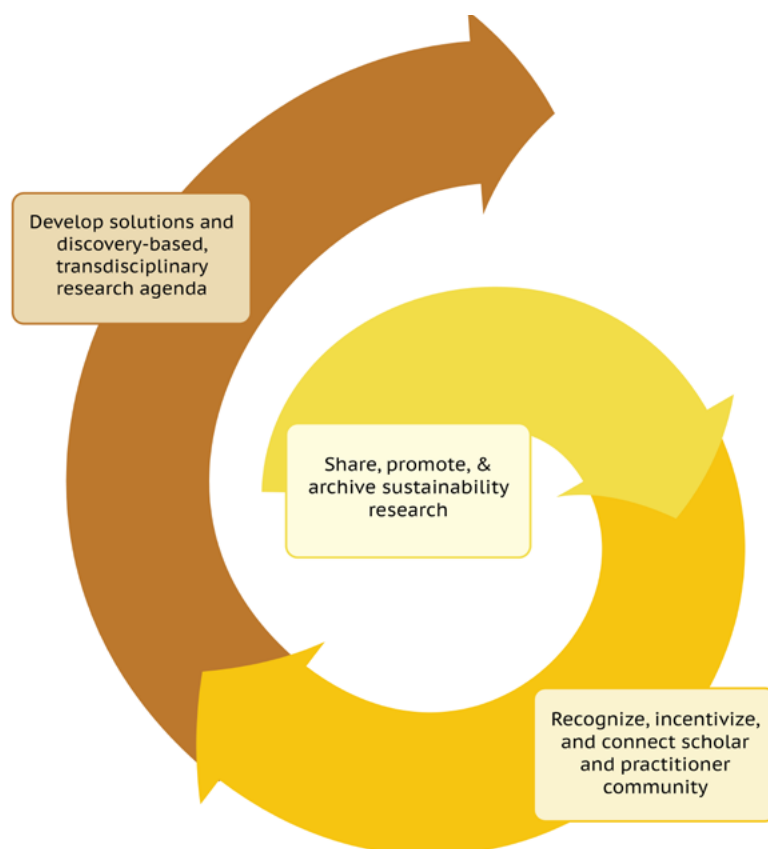 Develop solutions and
discovery-based,
transdisciplinary
research agenda
Share, promote, &
archive sustainability
research
Recognize, incentivize,
and connect scholar
and practitioner
community